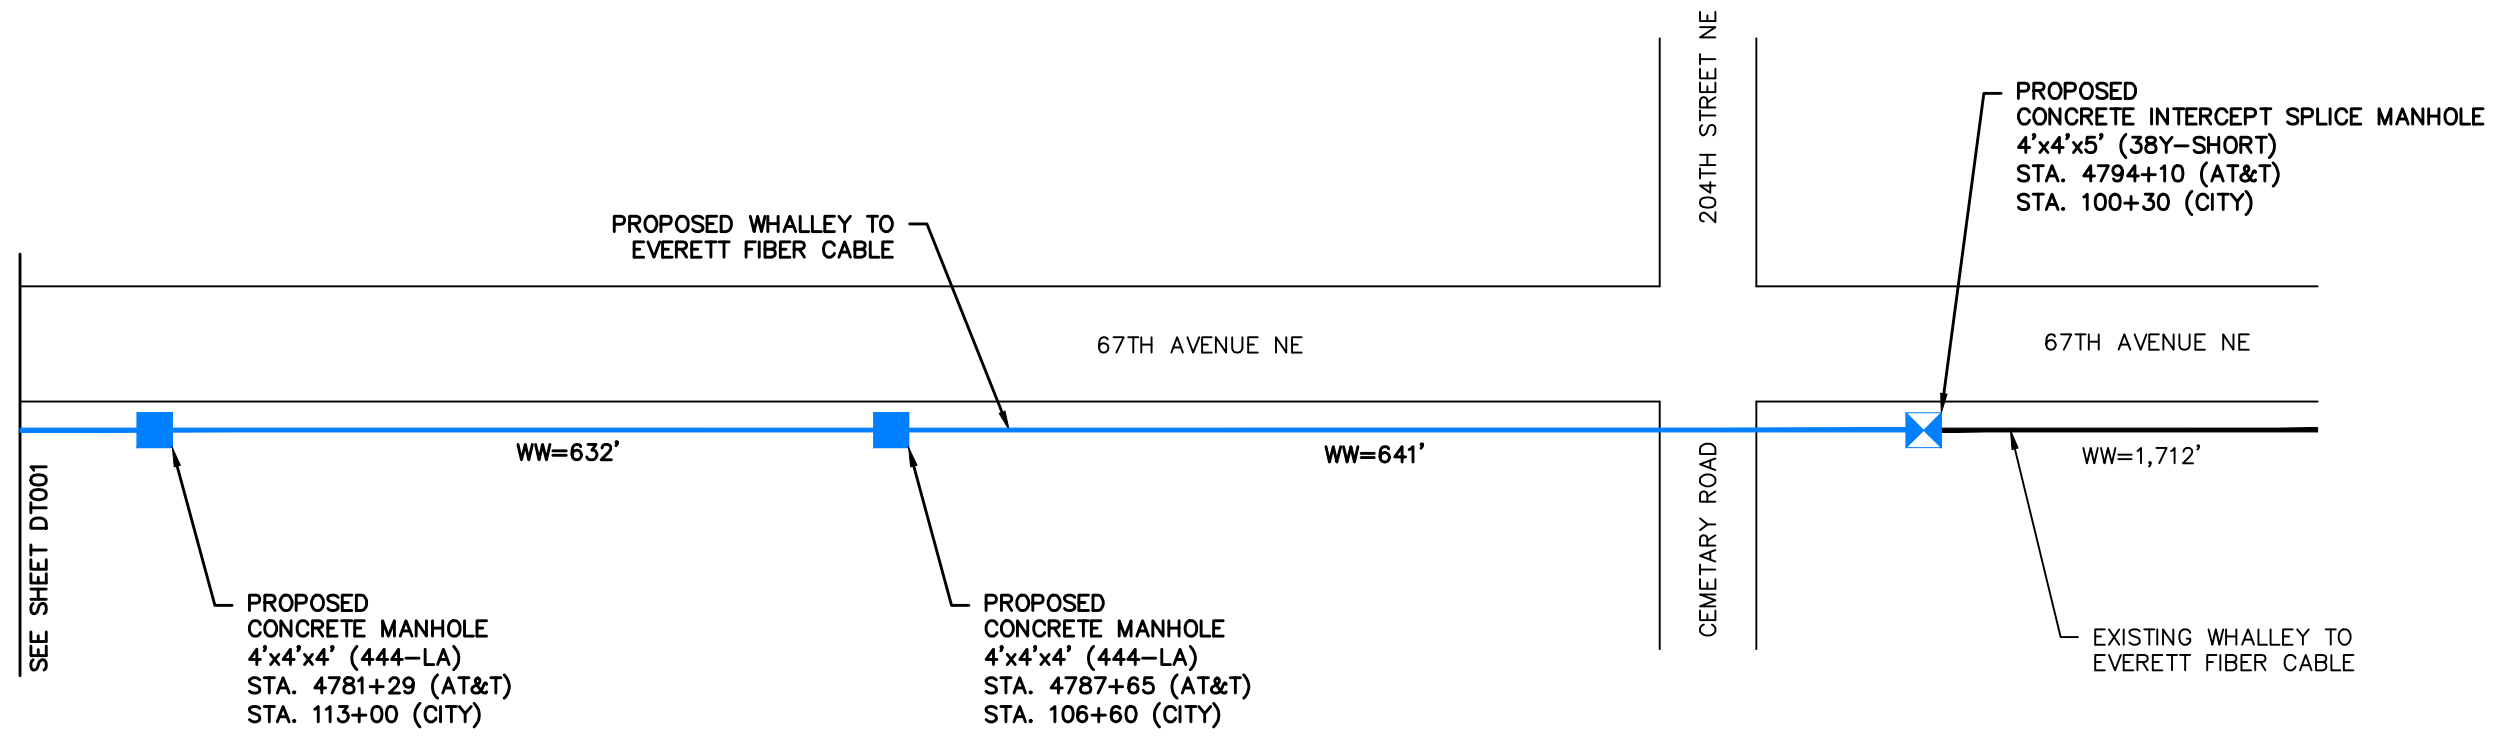 204TH STREET NE
PROPOSED
CONCRETE INTERCEPT SPLICE MANHOLE
4'x4'x5' (38Y-SHORT)
STA. 4794+10 (AT&T)
STA. 100+30 (CITY)
PROPOSED WHALLEY TO
EVERETT FIBER CABLE
67TH AVENUE NE
67TH AVENUE NE
WW=632'
WW=641'
WW=1,712'
SEE SHEET DT001
CEMETARY ROAD
PROPOSED
CONCRETE MANHOLE
4'x4'x4' (444-LA)
STA. 4781+29 (AT&T)
STA. 113+00 (CITY)
PROPOSED
CONCRETE MANHOLE
4'x4'x4' (444-LA)
STA. 4787+65 (AT&T)
STA. 106+60 (CITY)
EXISTING WHALLEY TO
EVERETT FIBER CABLE